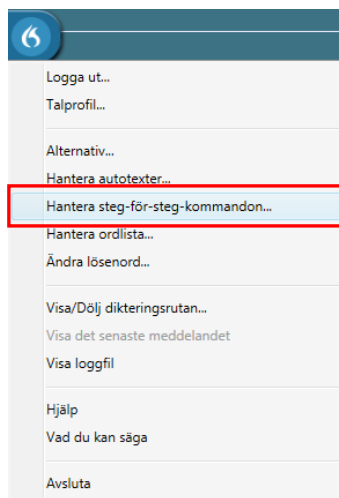 Logga ut...
Talprofil...
Alternativ...
Hantera autotexter...
Hantera steg-för-steg-kommandon...
Hantera ordlista...
Ändra lösenord...
Visa/Dölj dikteringsrutan...
Visa det senaste meddelandet
Visa loggfil
Hjälp
Vad du kan säga
Avsluta